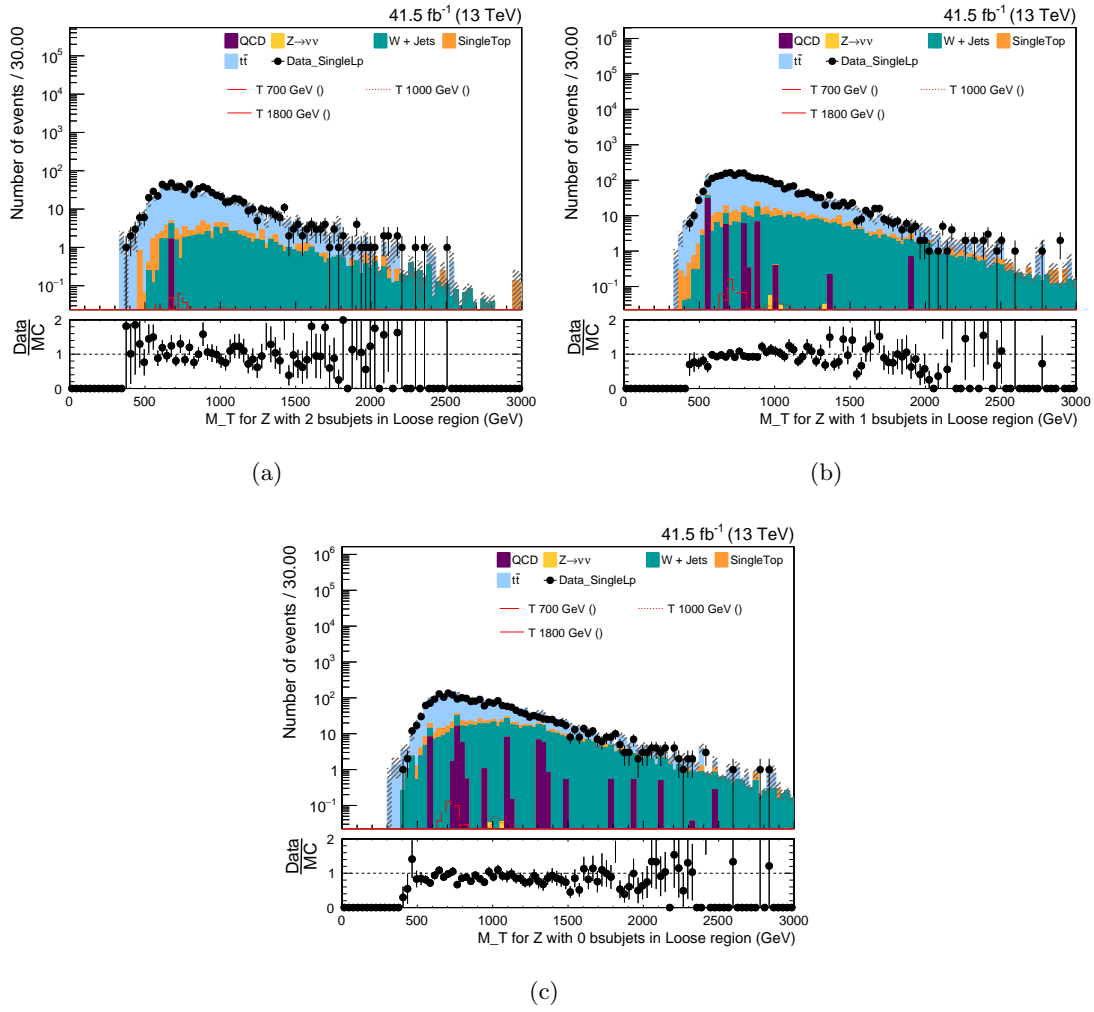 41.5 fb⁻¹ (13 TeV)
Number of events / 30.00
QCD Z→νν W + Jets SingleTop
tt̄ Data_SingleLp
T 700 GeV () T 1000 GeV ()
T 1800 GeV ()
10⁵
10⁴
10³
10²
10
1
10⁻¹
Data/MC
2
1
0
0 500 1000 1500 2000 2500 3000
M_T for Z with 2 bsubjets in Loose region (GeV)
(a)
41.5 fb⁻¹ (13 TeV)
Number of events / 30.00
QCD Z→νν W + Jets SingleTop
tt̄ Data_SingleLp
T 700 GeV () T 1000 GeV ()
T 1800 GeV ()
10⁶
10⁵
10⁴
10³
10²
10
1
10⁻¹
Data/MC
2
1
0
0 500 1000 1500 2000 2500 3000
M_T for Z with 1 bsubjets in Loose region (GeV)
(b)
41.5 fb⁻¹ (13 TeV)
Number of events / 30.00
QCD Z→νν W + Jets SingleTop
tt̄ Data_SingleLp
T 700 GeV () T 1000 GeV ()
T 1800 GeV ()
10⁶
10⁵
10⁴
10³
10²
10
1
10⁻¹
Data/MC
2
1
0
0 500 1000 1500 2000 2500 3000
M_T for Z with 0 bsubjets in Loose region (GeV)
(c)